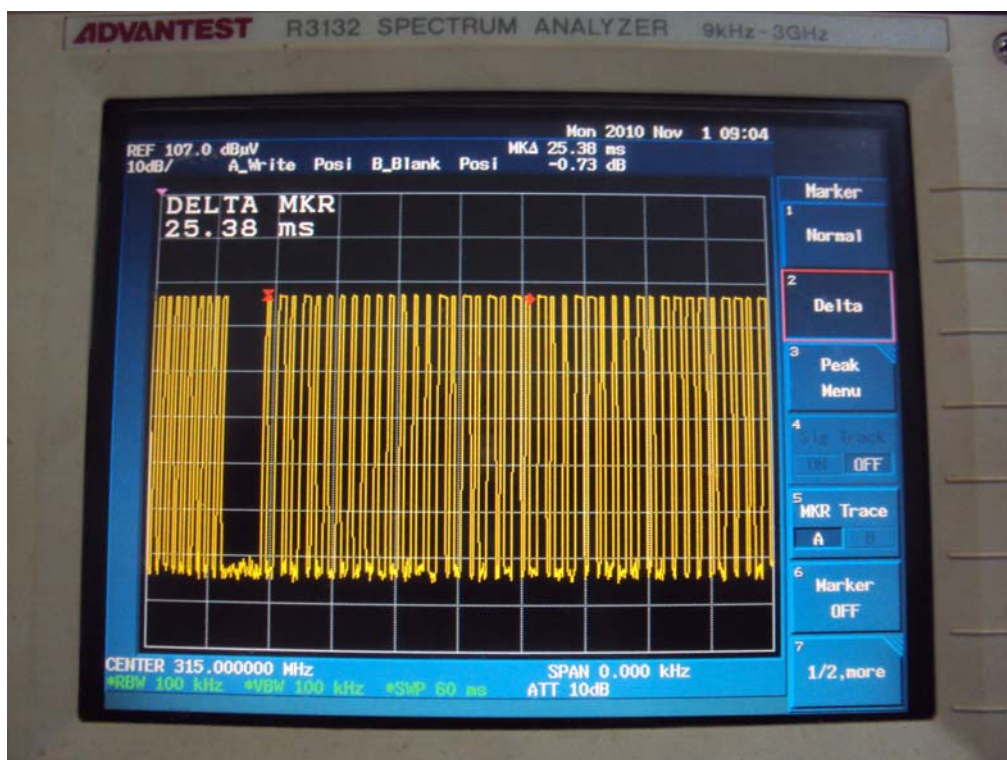 ADVANTEST R3132 SPECTRUM ANALYZER 9kHz - 3GHz
Mon 2010 Nov 1 09:04
REF 107.0 dBµV MKΔ 25.38 ms
10dB/ A_Write Posi B_Blank Posi -0.73 dB
DELTA MKR
25.38 ms
Marker
1
Normal
2
Delta
3
Peak
Menu
4
Sig Track
ON OFF
5
MKR Trace
A B
6
Marker
OFF
7
1/2,more
CENTER 315.000000 MHz SPAN 0.000 kHz
*RBW 100 kHz *VBW 100 kHz *SWP 60 ms ATT 10dB